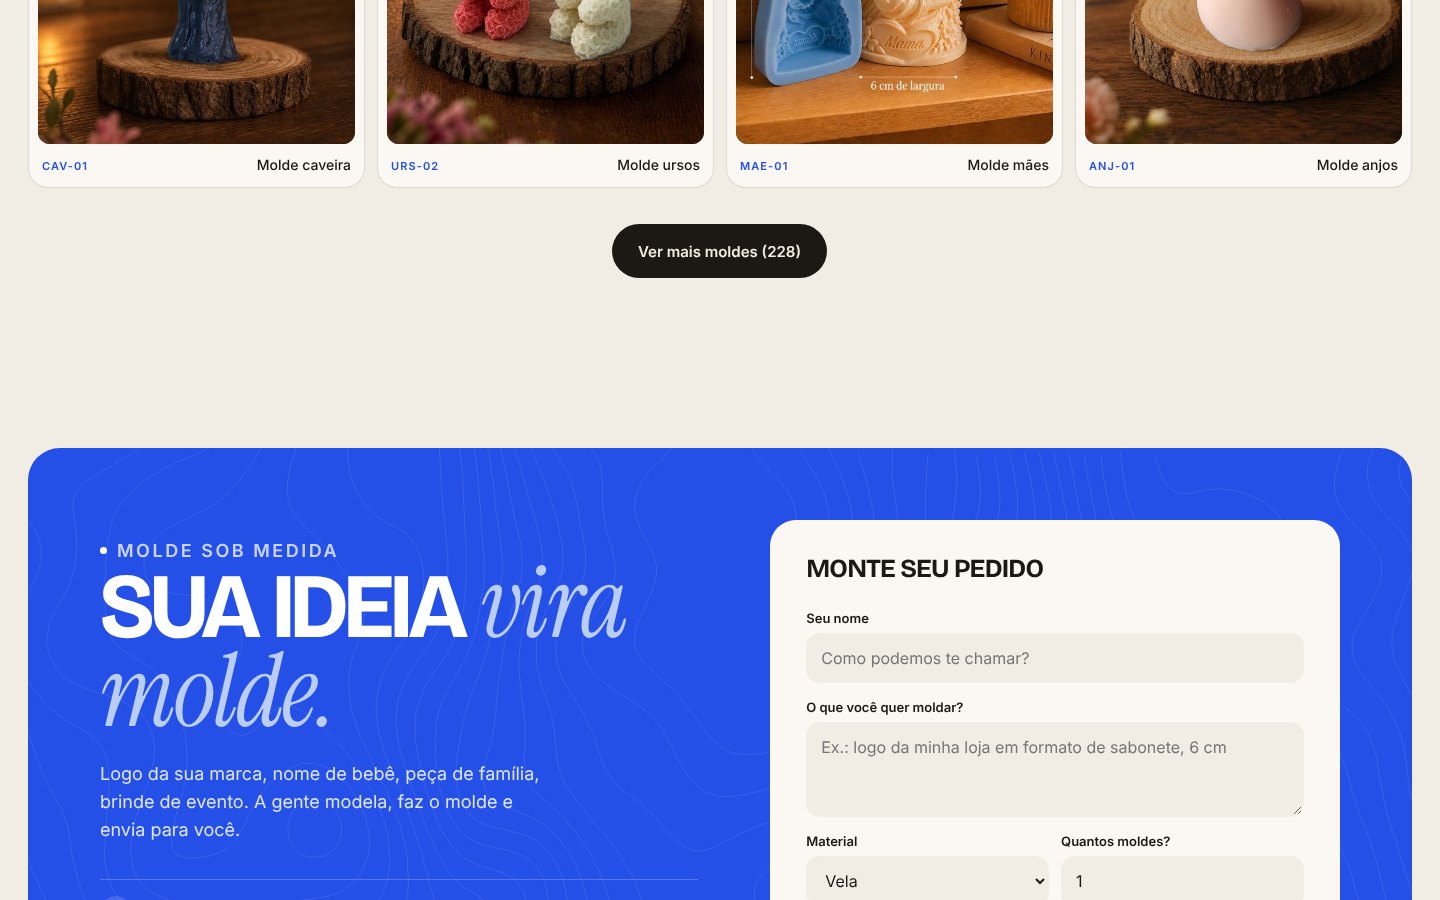 Mama
KIN
6 cm de largura
CAV-01 Molde caveira
URS-02 Molde ursos
MAE-01 Molde mães
ANJ-01 Molde anjos
Ver mais moldes (228)
MOLDE SOB MEDIDA
SUA IDEIA vira
molde.
Logo da sua marca, nome de bebê, peça de família,
brinde de evento. A gente modela, faz o molde e
envia para você.
MONTE SEU PEDIDO
Seu nome
Como podemos te chamar?
O que você quer moldar?
Ex.: logo da minha loja em formato de sabonete, 6 cm
Material
Vela
Quantos moldes?
1